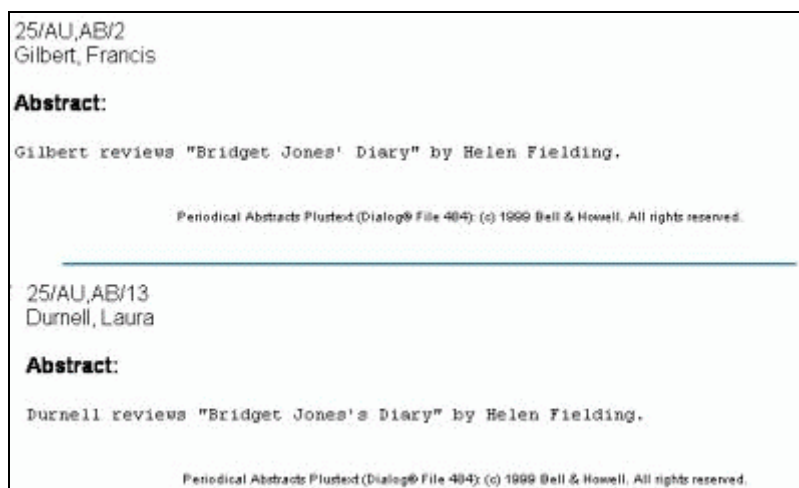 25/AU,AB/2
Gilbert, Francis
Abstract:
Gilbert reviews "Bridget Jones' Diary" by Helen Fielding.
Periodical Abstracts Plustext (Dialog® File 484): (c) 1999 Bell & Howell. All rights reserved.
25/AU,AB/13
Durnell, Laura
Abstract:
Durnell reviews "Bridget Jones's Diary" by Helen Fielding.
Periodical Abstracts Plustext (Dialog® File 484): (c) 1999 Bell & Howell. All rights reserved.